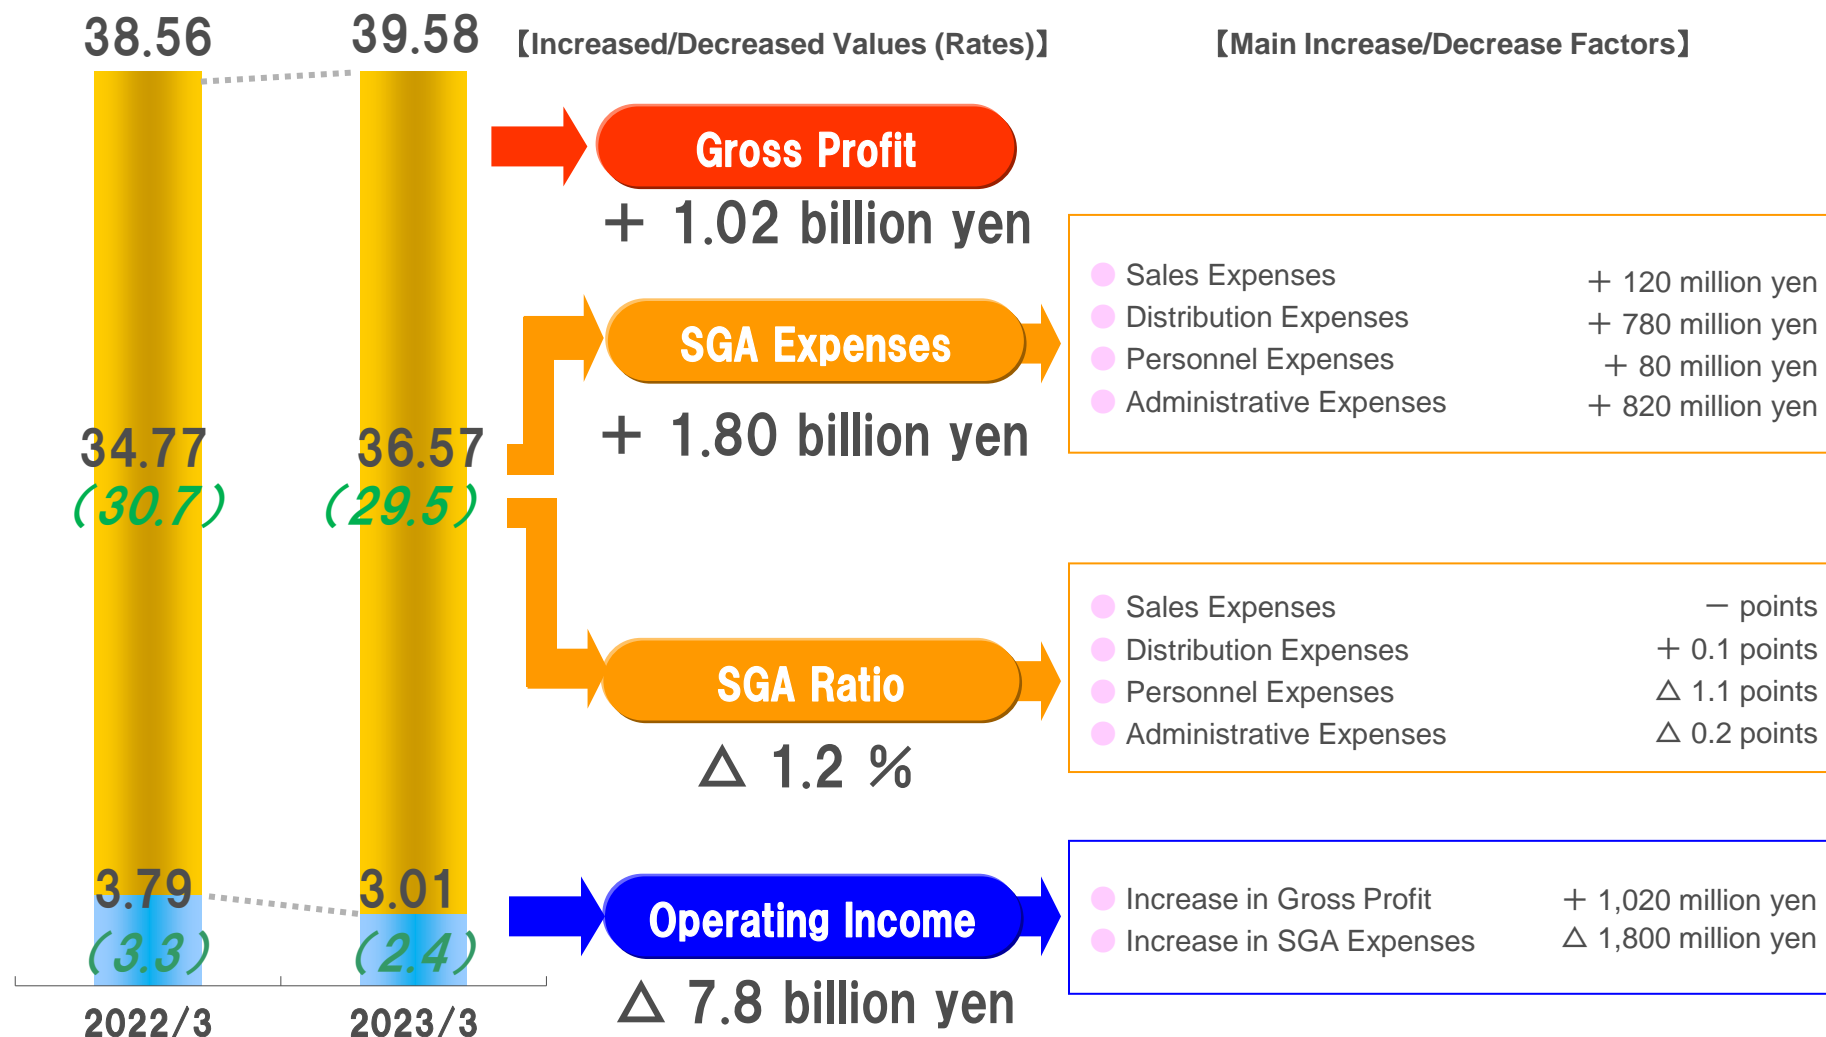 38.56
39.58
【Increased/Decreased Values (Rates)】
【Main Increase/Decrease Factors】
Gross Profit
＋ 1.02 billion yen
34.77
(30.7)
36.57
(29.5)
SGA Expenses
＋ 1.80 billion yen
Sales Expenses ＋ 120 million yen
Distribution Expenses ＋ 780 million yen
Personnel Expenses ＋ 80 million yen
Administrative Expenses ＋ 820 million yen
SGA Ratio
△ 1.2 %
Sales Expenses － points
Distribution Expenses ＋ 0.1 points
Personnel Expenses △ 1.1 points
Administrative Expenses △ 0.2 points
3.79
(3.3)
3.01
(2.4)
Operating Income
△ 7.8 billion yen
Increase in Gross Profit ＋ 1,020 million yen
Increase in SGA Expenses △ 1,800 million yen
2022/3
2023/3